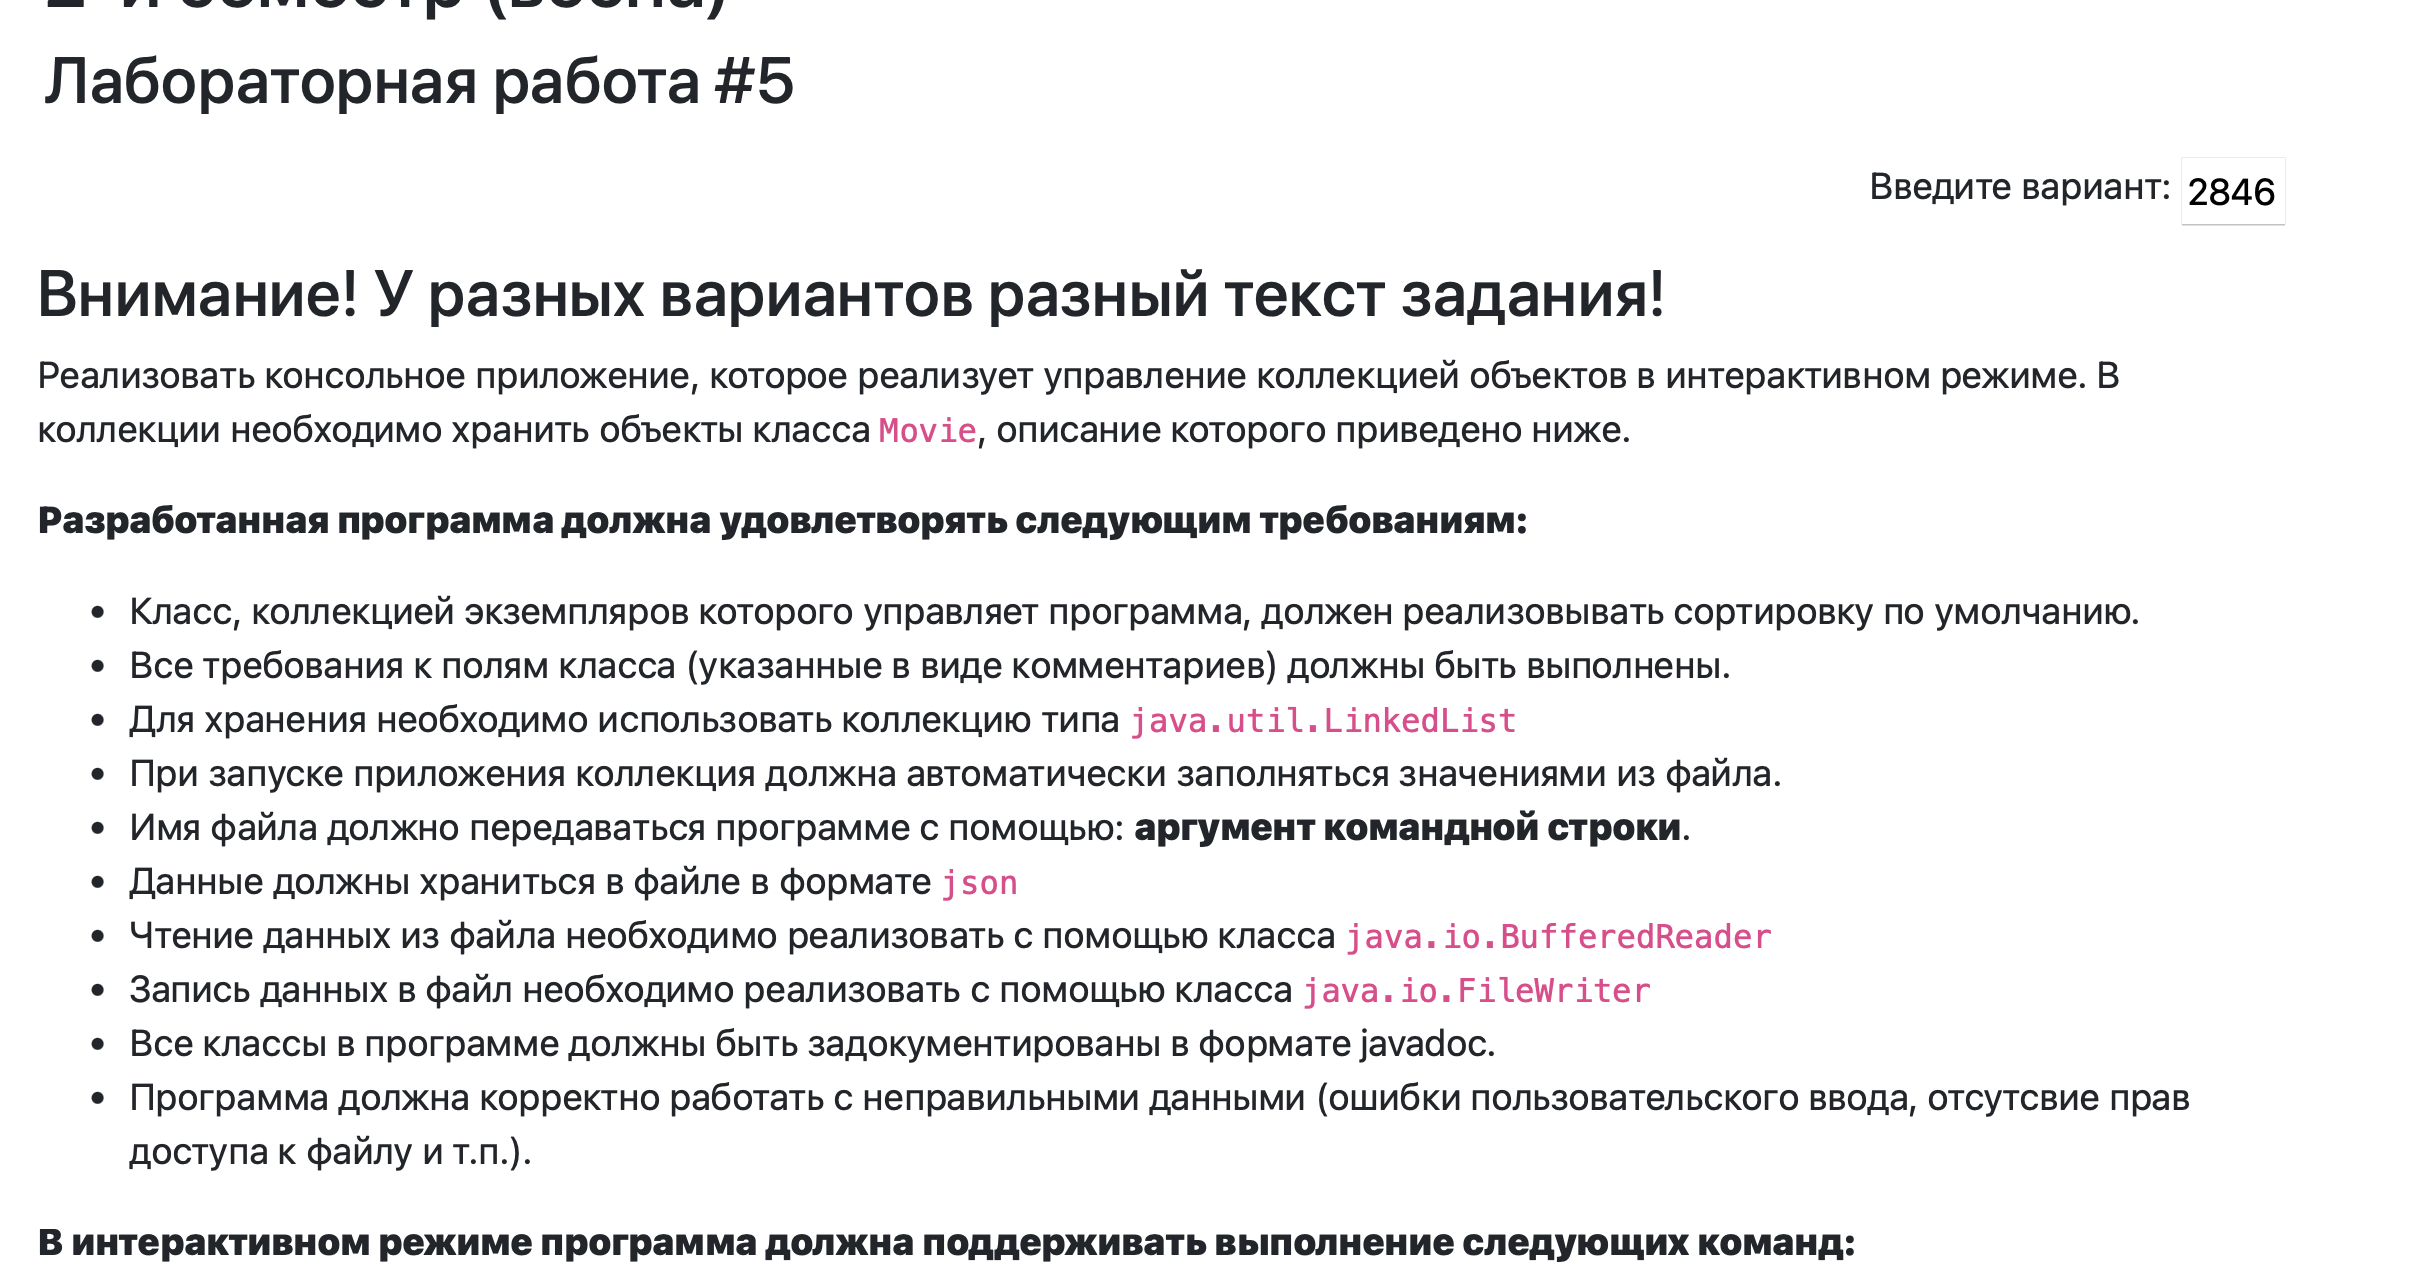 2-й семестр (весна)
Лабораторная работа #5
Введите вариант: 2846
Внимание! У разных вариантов разный текст задания!
Реализовать консольное приложение, которое реализует управление коллекцией объектов в интерактивном режиме. В
коллекции необходимо хранить объекты класса Movie, описание которого приведено ниже.
Разработанная программа должна удовлетворять следующим требованиям:
• Класс, коллекцией экземпляров которого управляет программа, должен реализовывать сортировку по умолчанию.
• Все требования к полям класса (указанные в виде комментариев) должны быть выполнены.
• Для хранения необходимо использовать коллекцию типа java.util.LinkedList
• При запуске приложения коллекция должна автоматически заполняться значениями из файла.
• Имя файла должно передаваться программе с помощью: аргумент командной строки.
• Данные должны храниться в файле в формате json
• Чтение данных из файла необходимо реализовать с помощью класса java.io.BufferedReader
• Запись данных в файл необходимо реализовать с помощью класса java.io.FileWriter
• Все классы в программе должны быть задокументированы в формате javadoc.
• Программа должна корректно работать с неправильными данными (ошибки пользовательского ввода, отсутсвие прав
доступа к файлу и т.п.).
В интерактивном режиме программа должна поддерживать выполнение следующих команд: